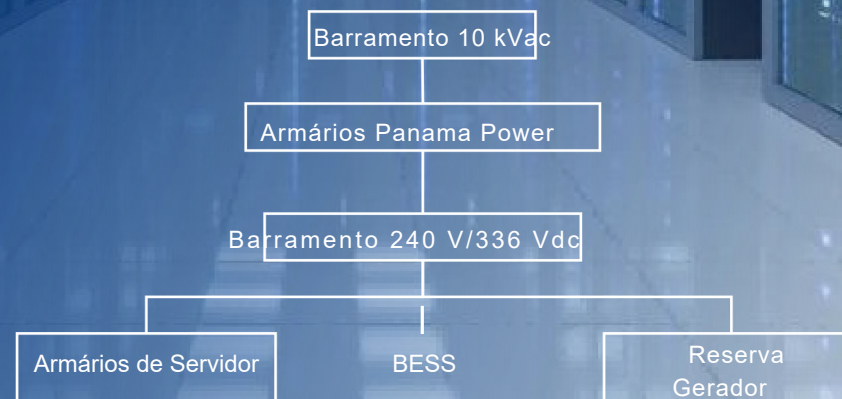 Barramento 10 kVac
Armários Panama Power
Barramento 240 V/336 Vdc
Armários de Servidor
BESS
Reserva
Gerador